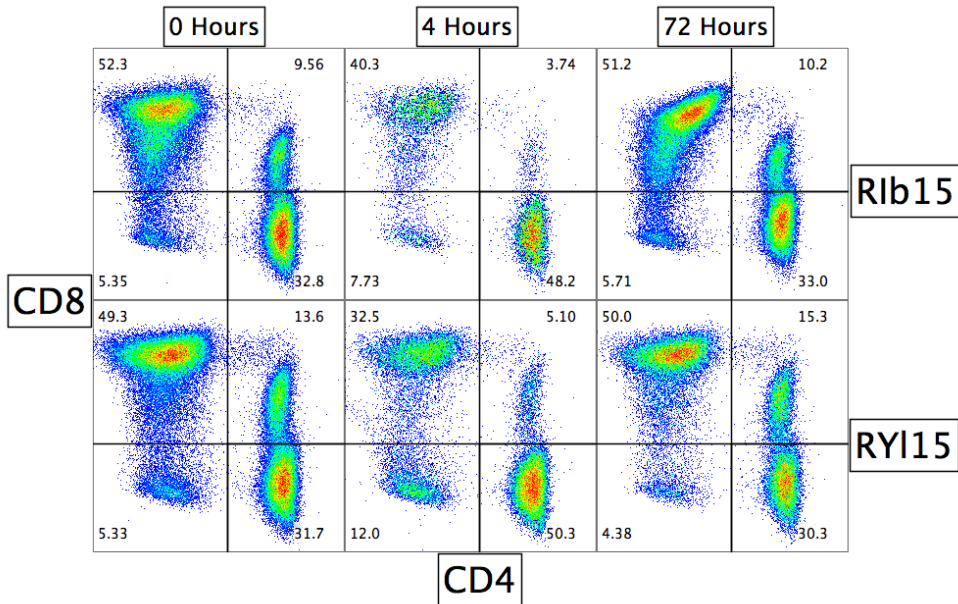 0 Hours 4 Hours 72 Hours
52.3 9.56 40.3 3.74 51.2 10.2
RIb15
5.35 32.8 7.73 48.2 5.71 33.0
CD8
49.3 13.6 32.5 5.10 50.0 15.3
RYl15
5.33 31.7 12.0 50.3 4.38 30.3
CD4